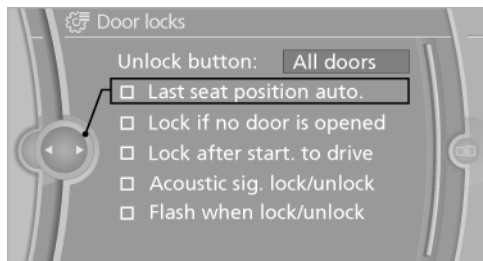 Door locks
Unlock button: All doors
Last seat position auto.
Lock if no door is opened
Lock after start. to drive
Acoustic sig. lock/unlock
Flash when lock/unlock